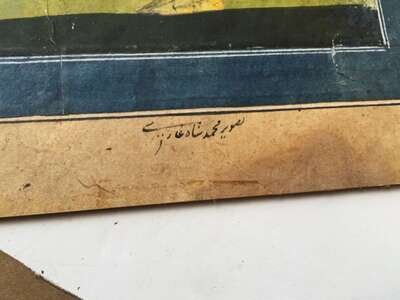 تصویر محمد شاه غازی